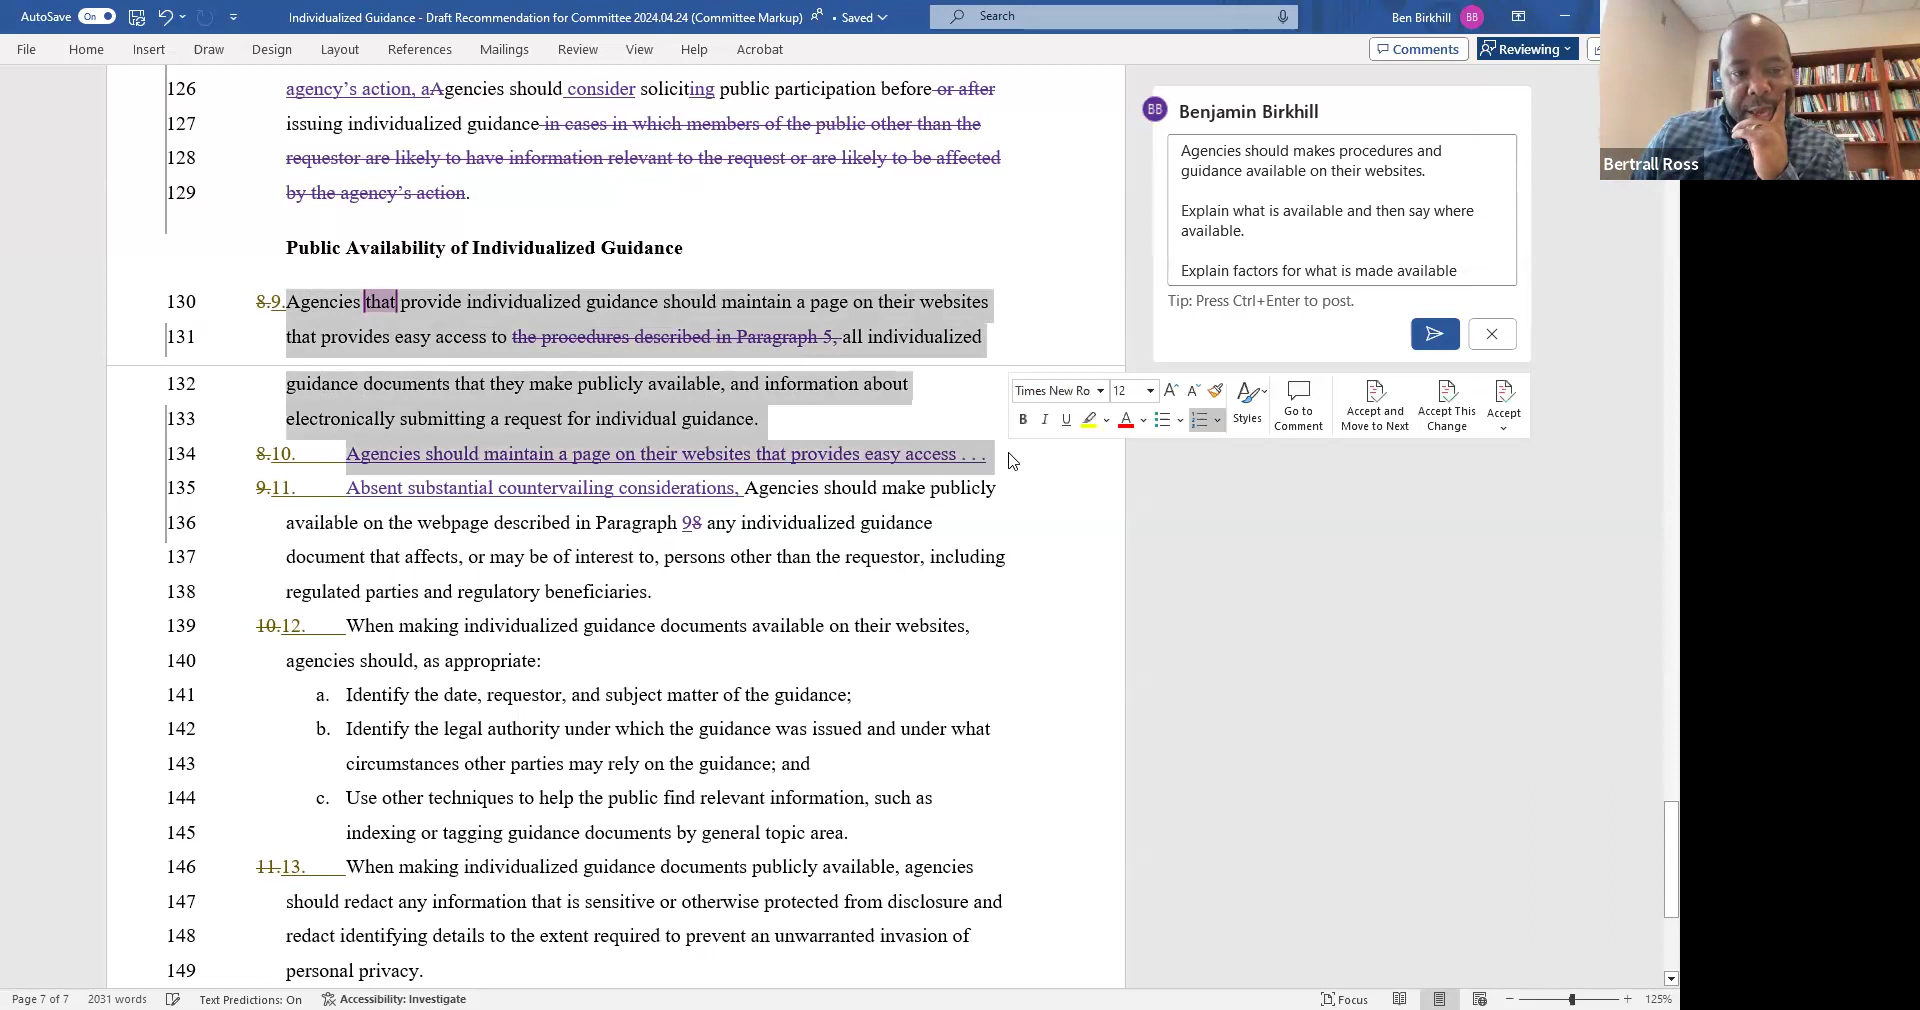 AutoSave On Individualized Guidance - Draft Recommendation for Committee 2024.04.24 (Committee Markup) • Saved Search Ben Birkhill BB
File Home Insert Draw Design Layout References Mailings Review View Help Acrobat Comments Reviewing
126 agency's action, aAgencies should consider soliciting public participation before or after
127 issuing individualized guidance in cases in which members of the public other than the
128 requestor are likely to have information relevant to the request or are likely to be affected
129 by the agency's action.
Public Availability of Individualized Guidance
130 8.9. Agencies that provide individualized guidance should maintain a page on their websites
131 that provides easy access to the procedures described in Paragraph 5, all individualized
132 guidance documents that they make publicly available, and information about
133 electronically submitting a request for individual guidance.
134 8.10. Agencies should maintain a page on their websites that provides easy access . . .
135 9.11. Absent substantial countervailing considerations, Agencies should make publicly
136 available on the webpage described in Paragraph 98 any individualized guidance
137 document that affects, or may be of interest to, persons other than the requestor, including
138 regulated parties and regulatory beneficiaries.
139 10.12. When making individualized guidance documents available on their websites,
140 agencies should, as appropriate:
141 a. Identify the date, requestor, and subject matter of the guidance;
142 b. Identify the legal authority under which the guidance was issued and under what
143 circumstances other parties may rely on the guidance; and
144 c. Use other techniques to help the public find relevant information, such as
145 indexing or tagging guidance documents by general topic area.
146 11.13. When making individualized guidance documents publicly available, agencies
147 should redact any information that is sensitive or otherwise protected from disclosure and
148 redact identifying details to the extent required to prevent an unwarranted invasion of
149 personal privacy.
BB Benjamin Birkhill
Agencies should makes procedures and
guidance available on their websites.
Explain what is available and then say where
available.
Explain factors for what is made available
Tip: Press Ctrl+Enter to post.
Times New Ro 12
B I U A Styles
Go to
Comment
Accept and
Move to Next
Accept This
Change
Accept
Bertrall Ross
Page 7 of 7 2031 words Text Predictions: On Accessibility: Investigate Focus 125%